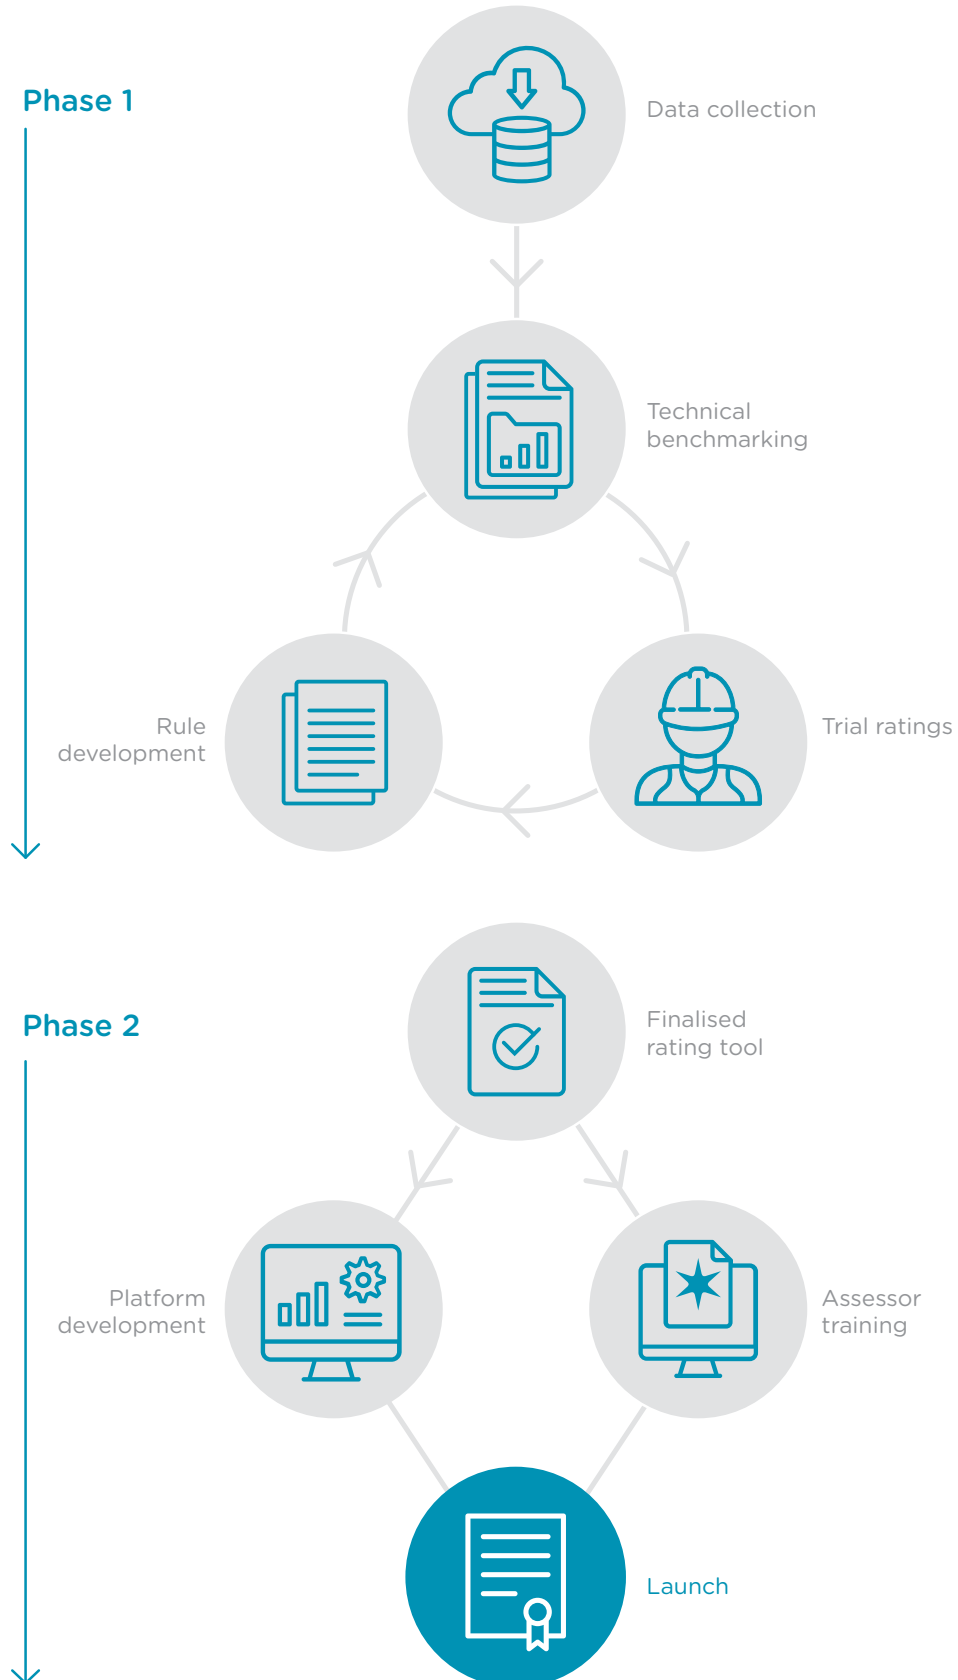 Phase 1
Data collection
Technical
benchmarking
Rule
development
Trial ratings
Phase 2
Finalised
rating tool
Platform
development
Assessor
training
Launch